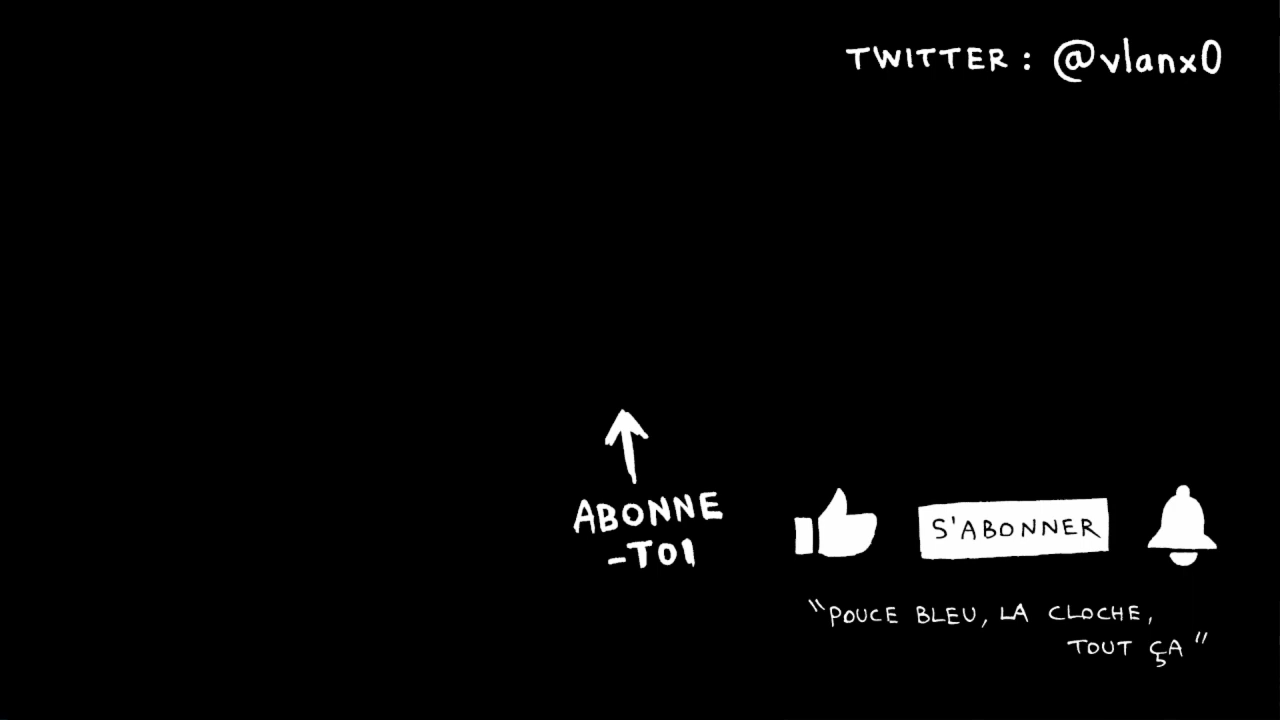 TWITTER : @vlanx0
ABONNE
-TOI
S'ABONNER
"POUCE BLEU, LA CLOCHE,
TOUT ÇA"